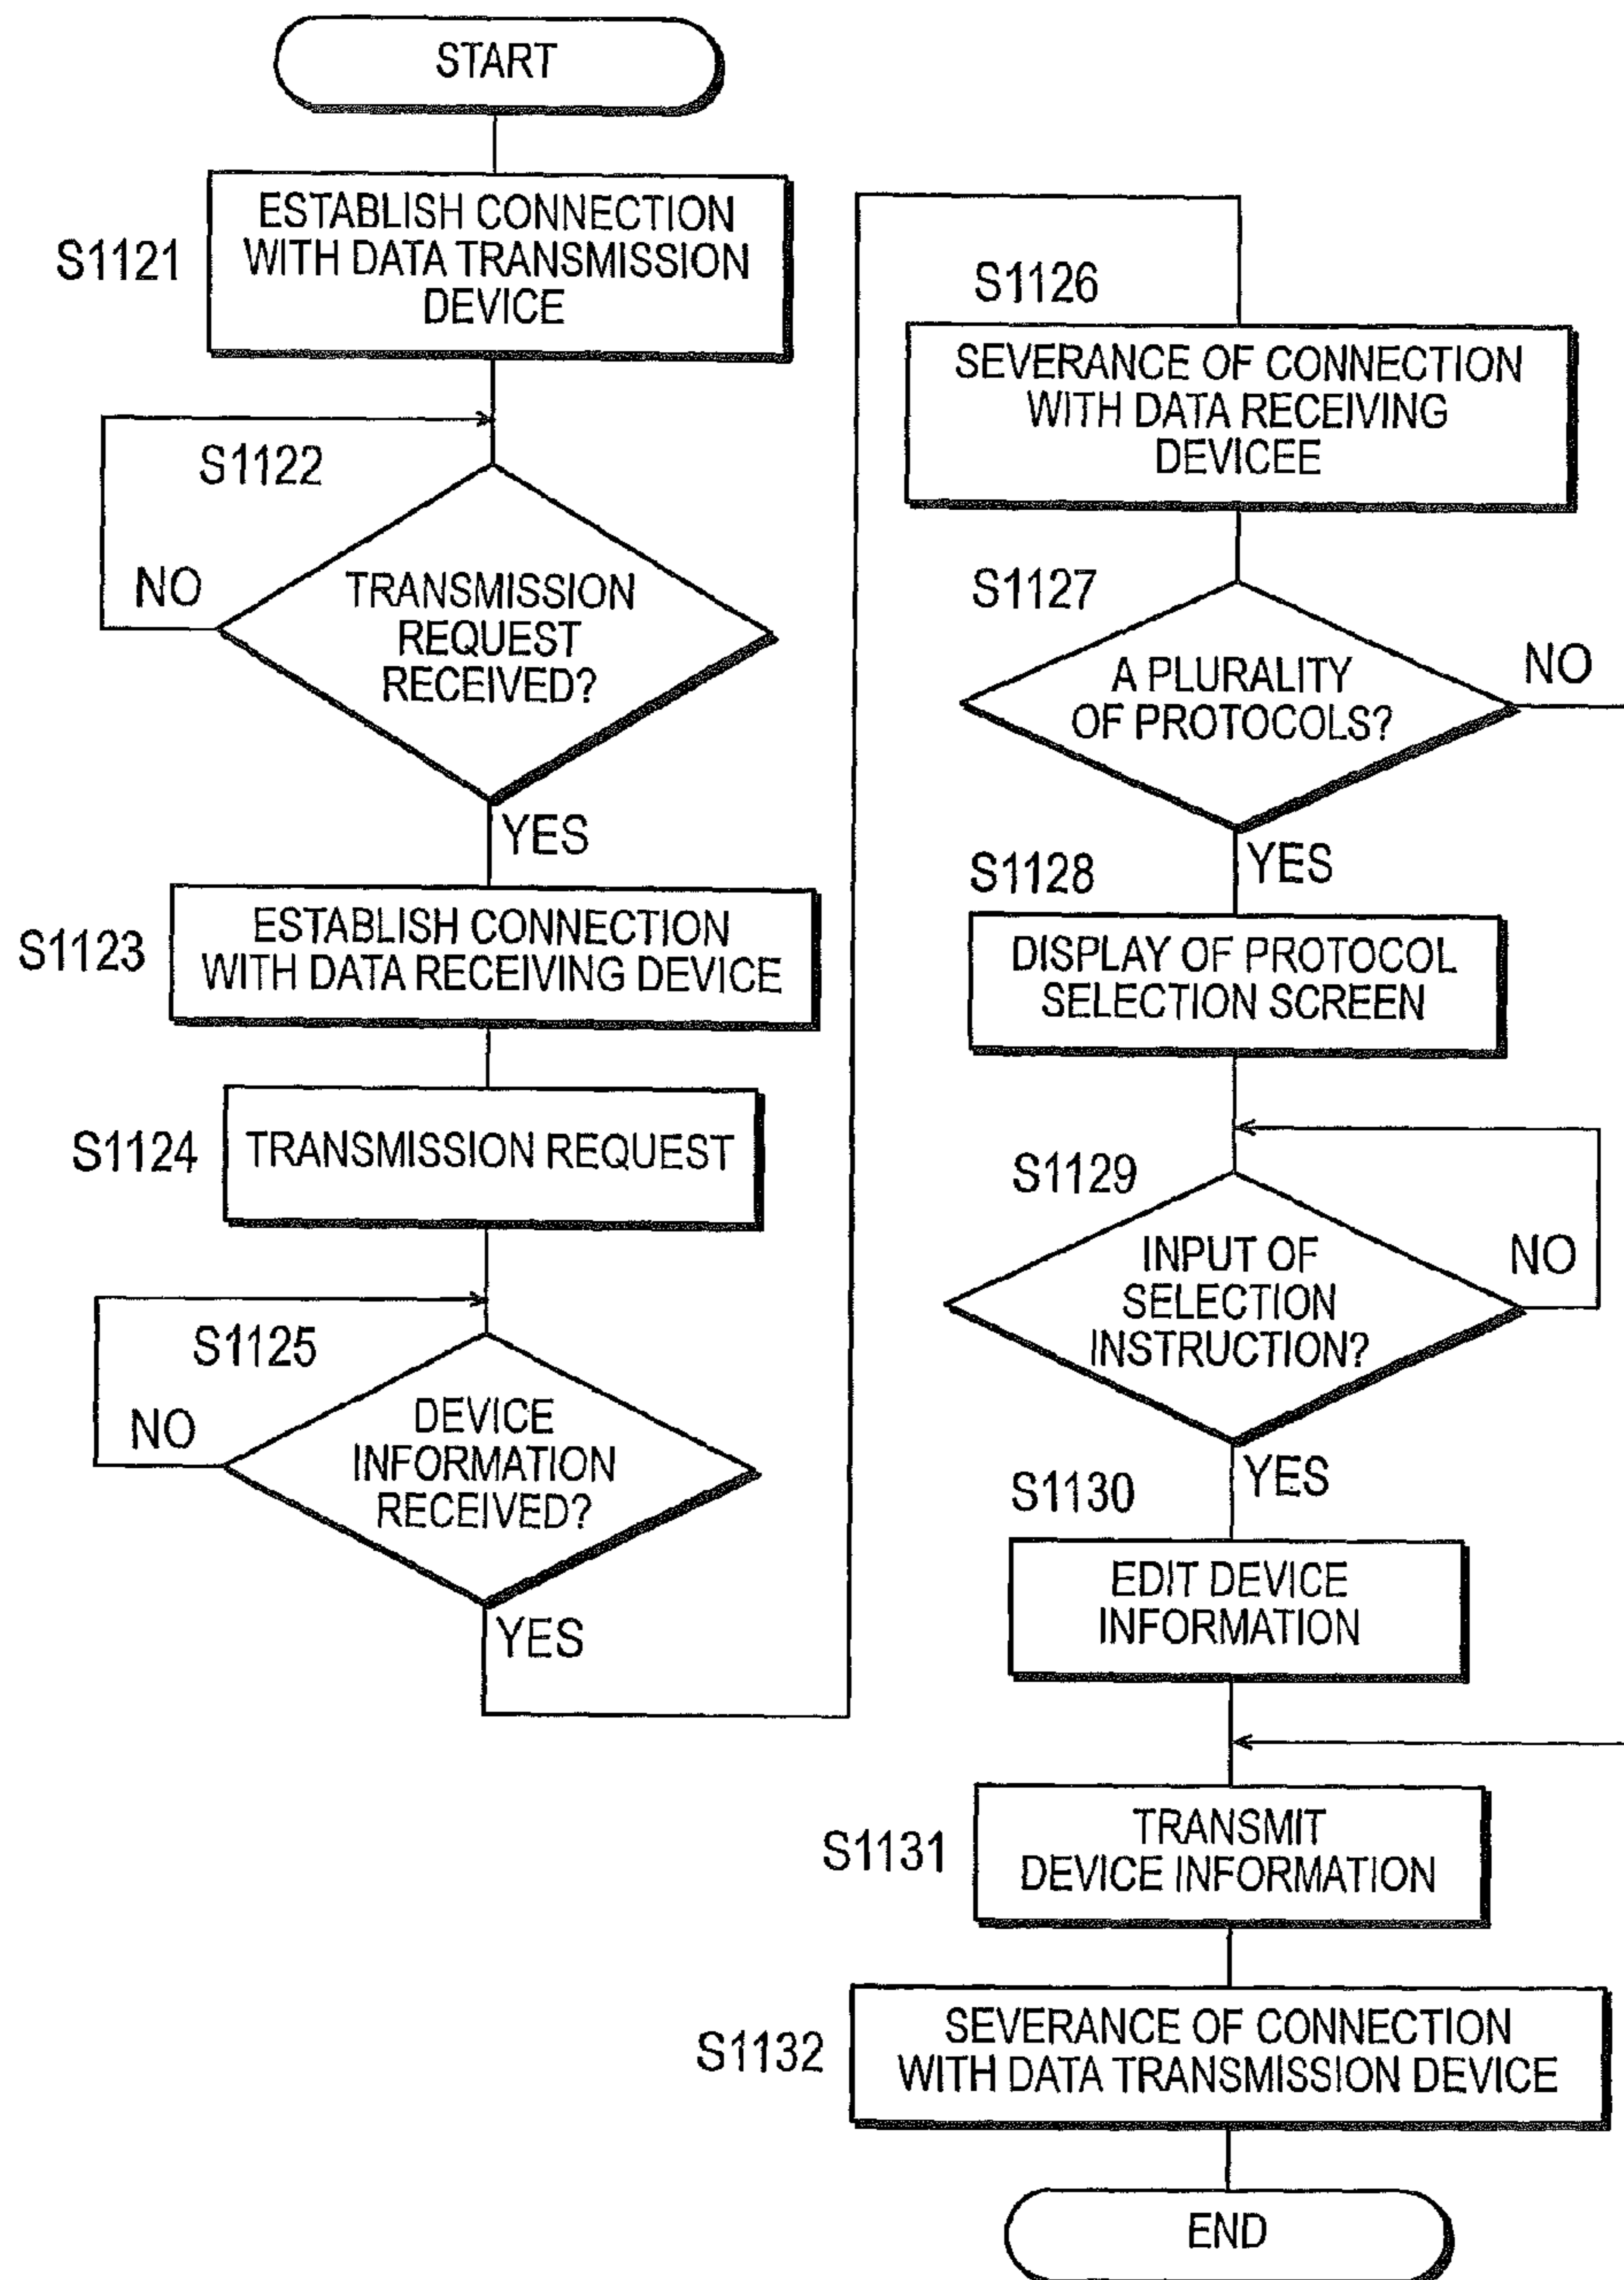 START
S1121
ESTABLISH CONNECTION
WITH DATA TRANSMISSION
DEVICE
S1122
NO
TRANSMISSION
REQUEST
RECEIVED?
YES
S1123
ESTABLISH CONNECTION
WITH DATA RECEIVING DEVICE
S1124
TRANSMISSION REQUEST
S1125
NO
DEVICE
INFORMATION
RECEIVED?
YES
S1126
SEVERANCE OF CONNECTION
WITH DATA RECEIVING
DEVICEE
S1127
A PLURALITY
OF PROTOCOLS?
NO
YES
S1128
DISPLAY OF PROTOCOL
SELECTION SCREEN
S1129
INPUT OF
SELECTION
INSTRUCTION?
NO
YES
S1130
EDIT DEVICE
INFORMATION
S1131
TRANSMIT
DEVICE INFORMATION
S1132
SEVERANCE OF CONNECTION
WITH DATA TRANSMISSION DEVICE
END